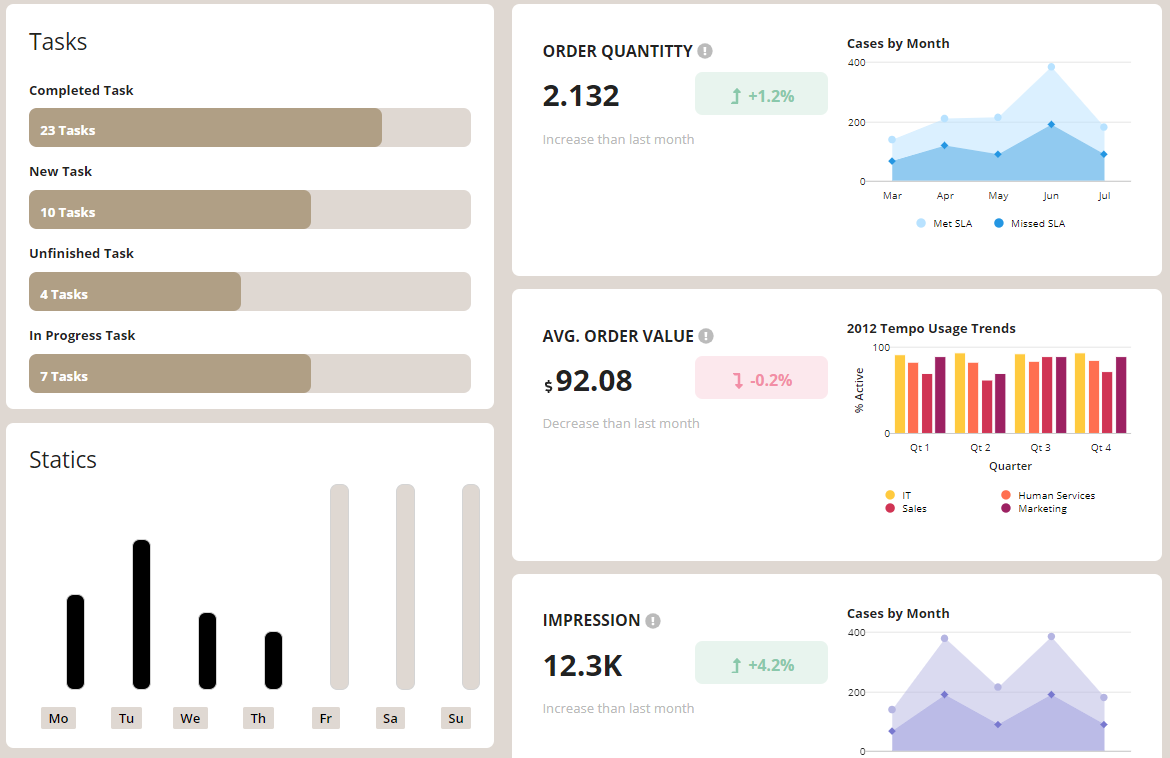 Tasks
Completed Task
23 Tasks
New Task
10 Tasks
Unfinished Task
4 Tasks
In Progress Task
7 Tasks
Statics
Mo Tu We Th Fr Sa Su
ORDER QUANTITTY
2.132
+1.2%
Increase than last month
Cases by Month
400
200
0
Mar Apr May Jun Jul
Met SLA Missed SLA
AVG. ORDER VALUE
$92.08
-0.2%
Decrease than last month
2012 Tempo Usage Trends
% Active
100
0
Qt 1 Qt 2 Qt 3 Qt 4
Quarter
IT Human Services
Sales Marketing
IMPRESSION
12.3K
+4.2%
Increase than last month
Cases by Month
400
200
0